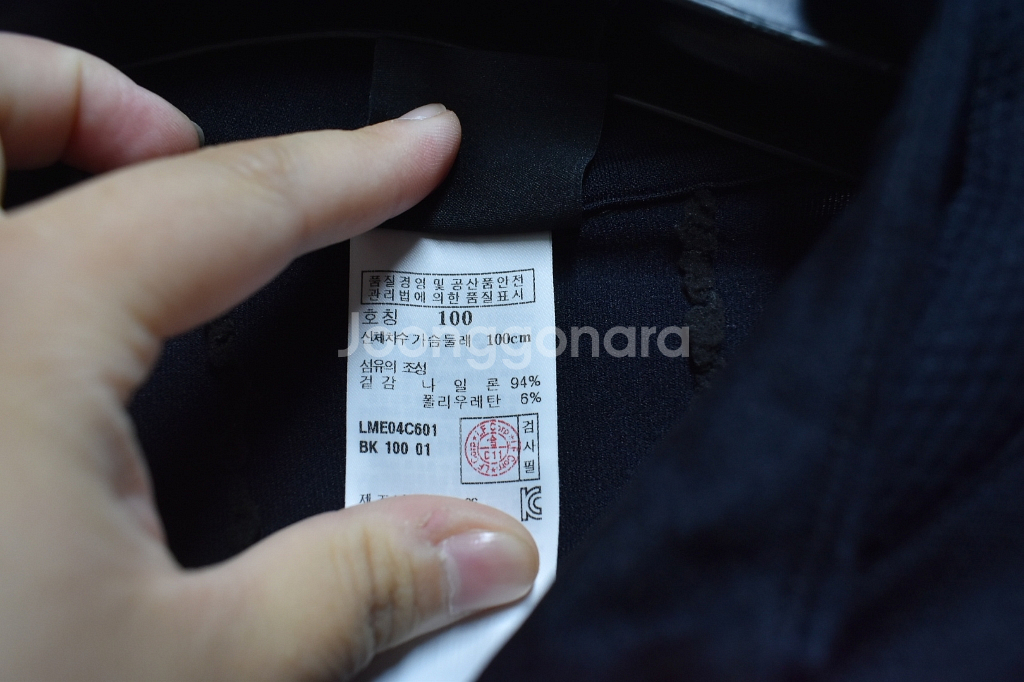 품질경영 및 공산품안전
관리법에 의한 품질표시
호칭 100
신체치수 가슴둘레 100cm
Joonggonara
섬유의 조성
겉감 나일론 94%
폴리우레탄 6%
LME04C601
BK 100 01
LF Corp
C11
검사필